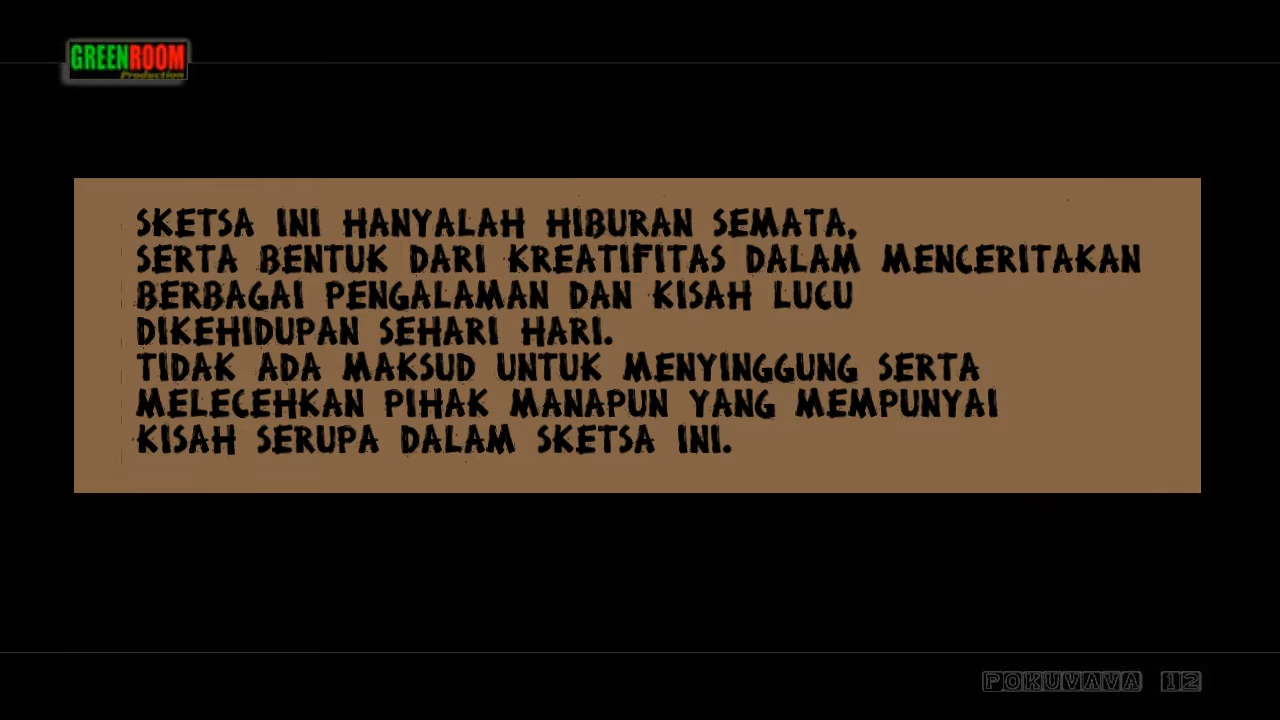 GREENROOM
Production
SKETSA INI HANYALAH HIBURAN SEMATA,
SERTA BENTUK DARI KREATIFITAS DALAM MENCERITAKAN
BERBAGAI PENGALAMAN DAN KISAH LUCU
DIKEHIDUPAN SEHARI HARI.
TIDAK ADA MAKSUD UNTUK MENYINGGUNG SERTA
MELECEHKAN PIHAK MANAPUN YANG MEMPUNYAI
KISAH SERUPA DALAM SKETSA INI.
POKUVAVA 12